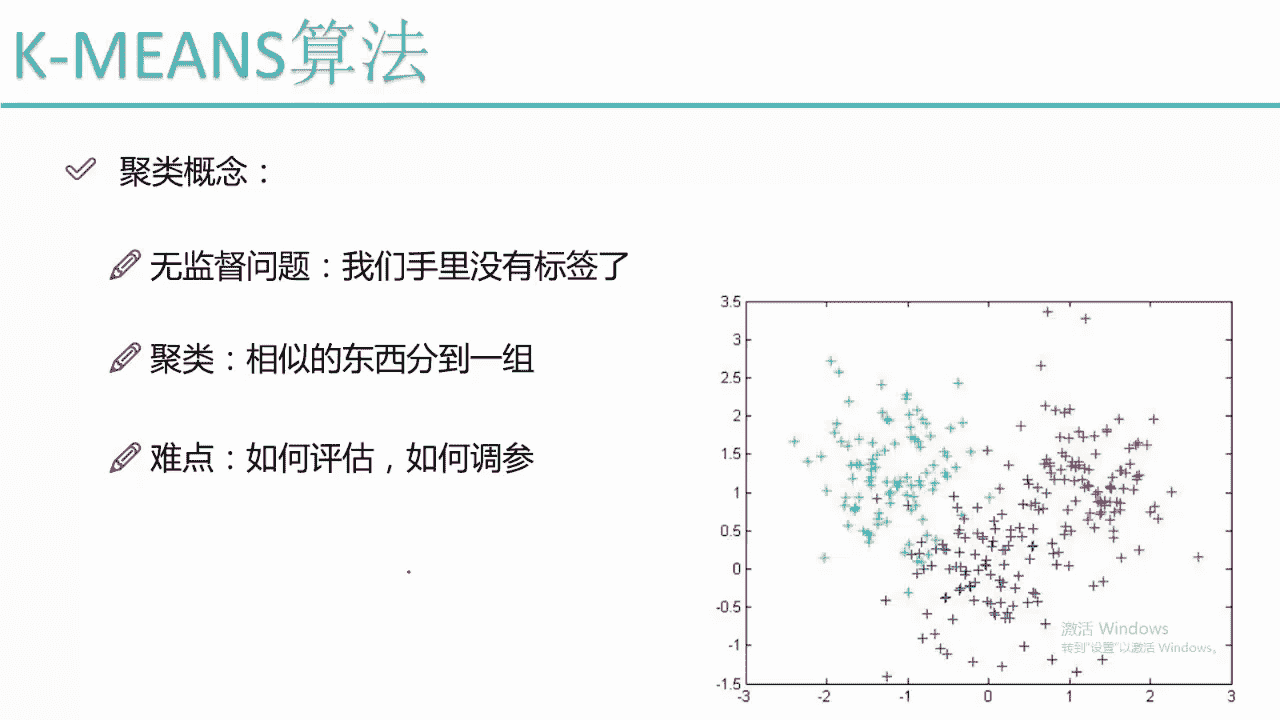 K-MEANS算法
聚类概念：
无监督问题：我们手里没有标签了
聚类：相似的东西分到一组
难点：如何评估，如何调参
3.5
3
2.5
2
1.5
1
0.5
0
-0.5
-1
-1.5
-3 -2 -1 0 1 2 3
激活 Windows
转到"设置"以激活 Windows。